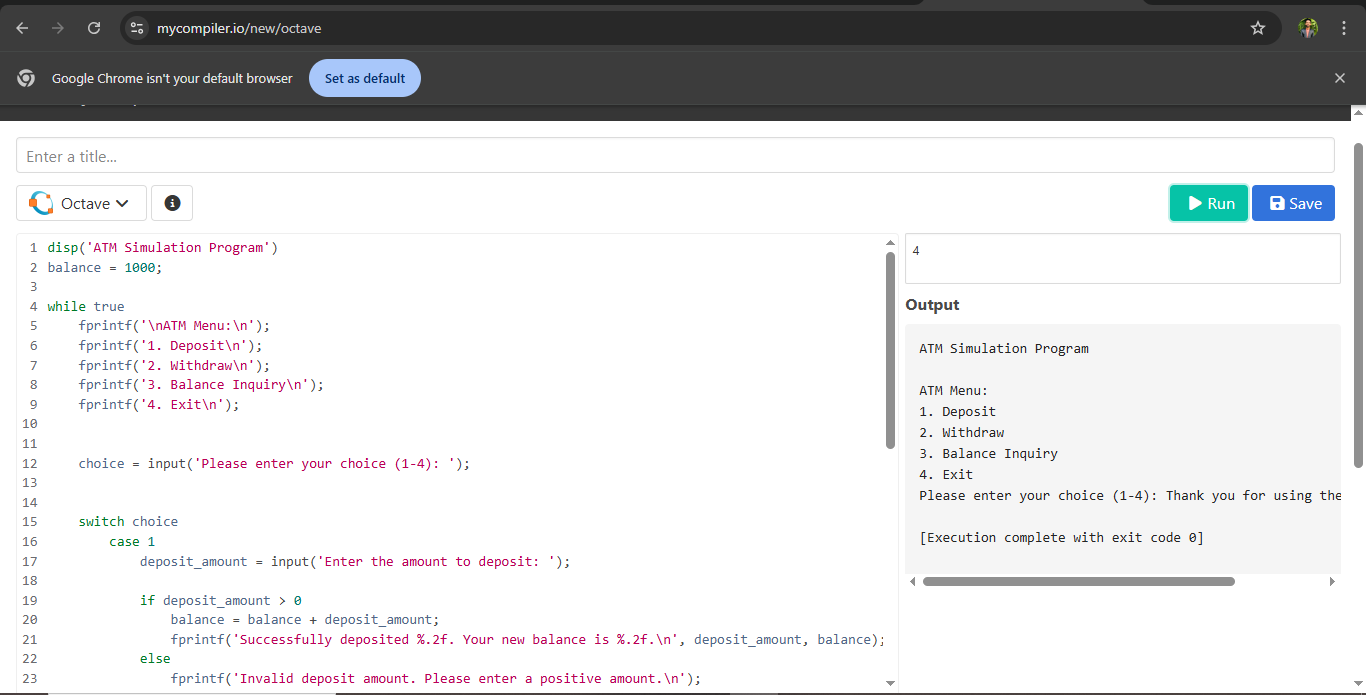 mycompiler.io/new/octave
Google Chrome isn't your default browser
Set as default
Enter a title...
Octave
Run
Save
1 disp('ATM Simulation Program')
2 balance = 1000;
3
4 while true
5 fprintf('\nATM Menu:\n');
6 fprintf('1. Deposit\n');
7 fprintf('2. Withdraw\n');
8 fprintf('3. Balance Inquiry\n');
9 fprintf('4. Exit\n');
10
11
12 choice = input('Please enter your choice (1-4): ');
13
14
15 switch choice
16 case 1
17 deposit_amount = input('Enter the amount to deposit: ');
18
19 if deposit_amount > 0
20 balance = balance + deposit_amount;
21 fprintf('Successfully deposited %.2f. Your new balance is %.2f.\n', deposit_amount, balance);
22 else
23 fprintf('Invalid deposit amount. Please enter a positive amount.\n');
4
Output
ATM Simulation Program
ATM Menu:
1. Deposit
2. Withdraw
3. Balance Inquiry
4. Exit
Please enter your choice (1-4): Thank you for using the
[Execution complete with exit code 0]